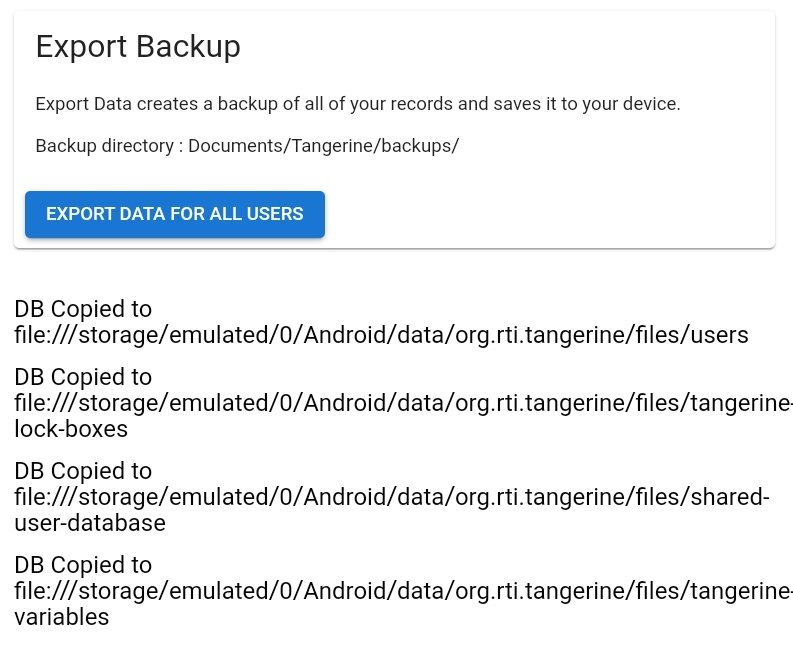 Export Backup
Export Data creates a backup of all of your records and saves it to your device.
Backup directory : Documents/Tangerine/backups/
EXPORT DATA FOR ALL USERS
DB Copied to
file:///storage/emulated/0/Android/data/org.rti.tangerine/files/users
DB Copied to
file:///storage/emulated/0/Android/data/org.rti.tangerine/files/tangerine-
lock-boxes
DB Copied to
file:///storage/emulated/0/Android/data/org.rti.tangerine/files/shared-
user-database
DB Copied to
file:///storage/emulated/0/Android/data/org.rti.tangerine/files/tangerine-
variables